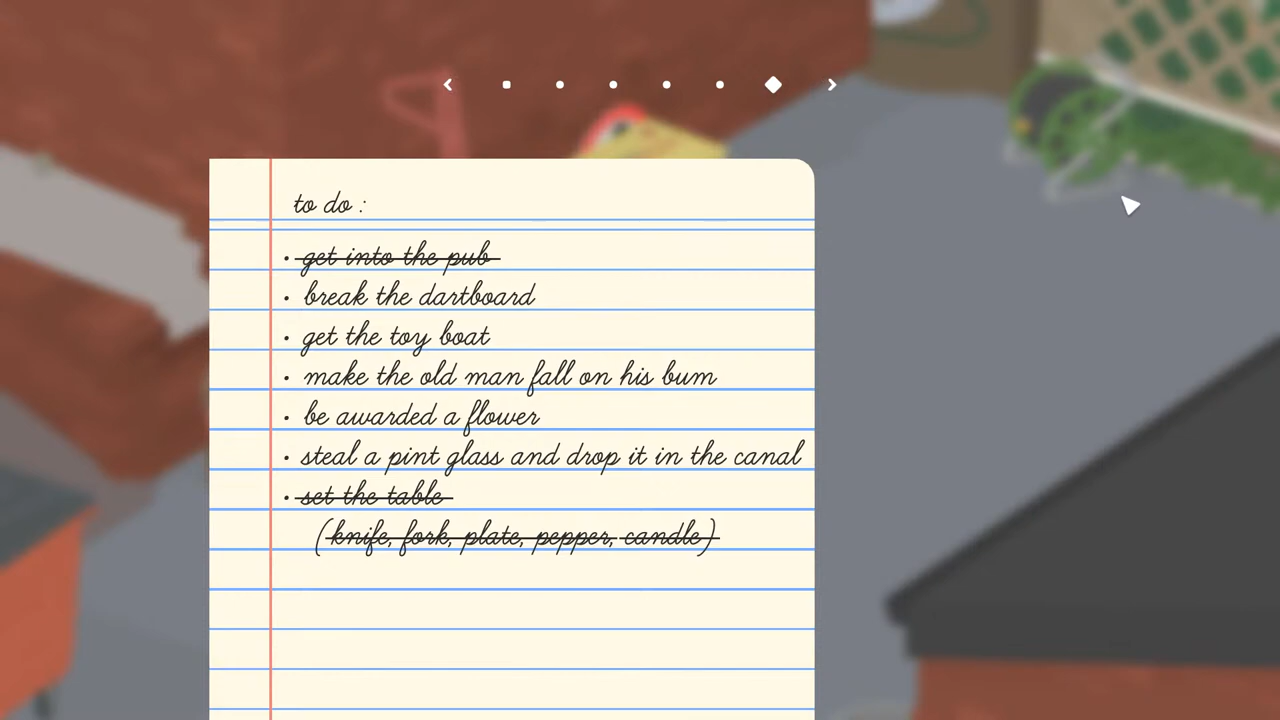 to do :
• get into the pub
• break the dartboard
• get the toy boat
• make the old man fall on his bum
• be awarded a flower
• steal a pint glass and drop it in the canal
• set the table
(knife, fork, plate, pepper, candle)